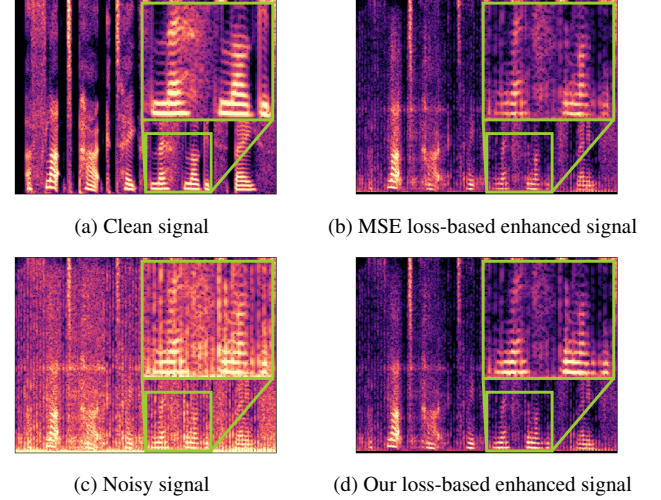 (a) Clean signal
(b) MSE loss-based enhanced signal
(c) Noisy signal
(d) Our loss-based enhanced signal